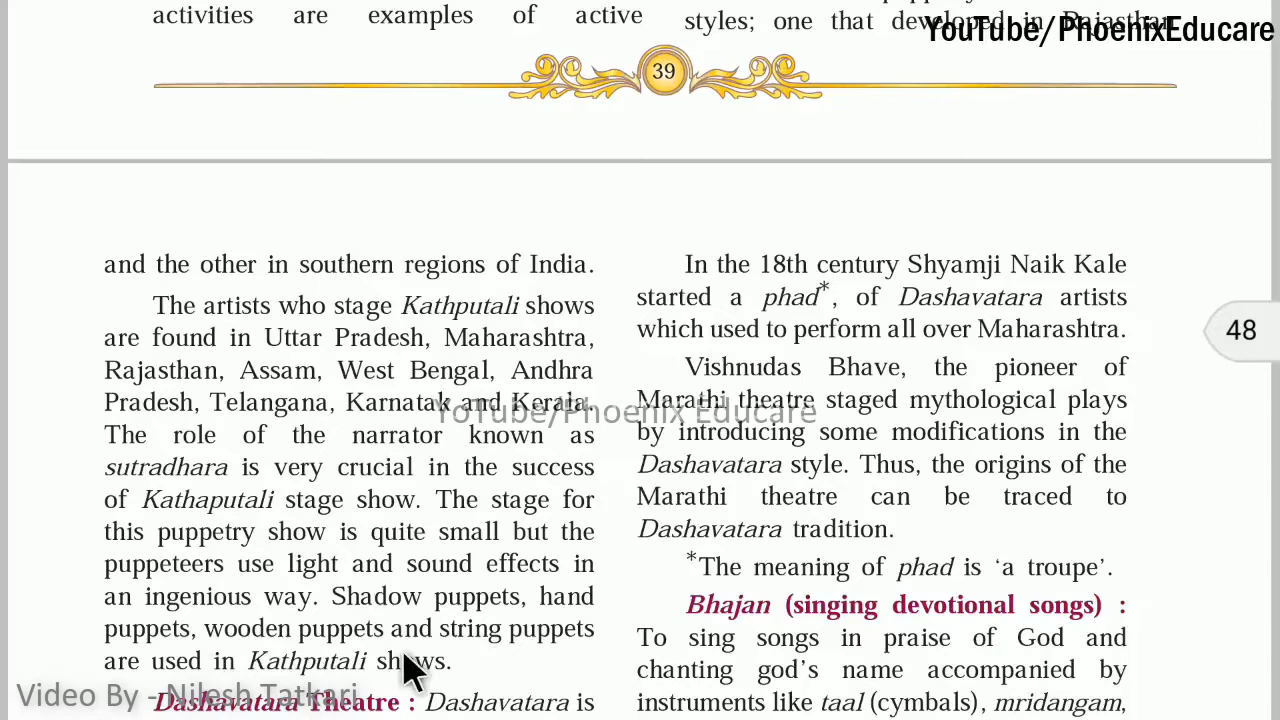 activities are examples of active
styles; one that developed in Rajasthan
YouTube/PhoenixEducare
39
and the other in southern regions of India.
The artists who stage Kathputali shows
are found in Uttar Pradesh, Maharashtra,
Rajasthan, Assam, West Bengal, Andhra
Pradesh, Telangana, Karnatak and Kerala.
The role of the narrator known as
sutradhara is very crucial in the success
of Kathaputali stage show. The stage for
this puppetry show is quite small but the
puppeteers use light and sound effects in
an ingenious way. Shadow puppets, hand
puppets, wooden puppets and string puppets
are used in Kathputali shows.
Dashavatara Theatre : Dashavatara is
In the 18th century Shyamji Naik Kale
started a phad*, of Dashavatara artists
which used to perform all over Maharashtra.
Vishnudas Bhave, the pioneer of
Marathi theatre staged mythological plays
by introducing some modifications in the
Dashavatara style. Thus, the origins of the
Marathi theatre can be traced to
Dashavatara tradition.
*The meaning of phad is ‘a troupe’.
Bhajan (singing devotional songs) :
To sing songs in praise of God and
chanting god’s name accompanied by
instruments like taal (cymbals), mridangam,
48
YouTube/Phoenix Educare
Video By - Nilesh Tatkari